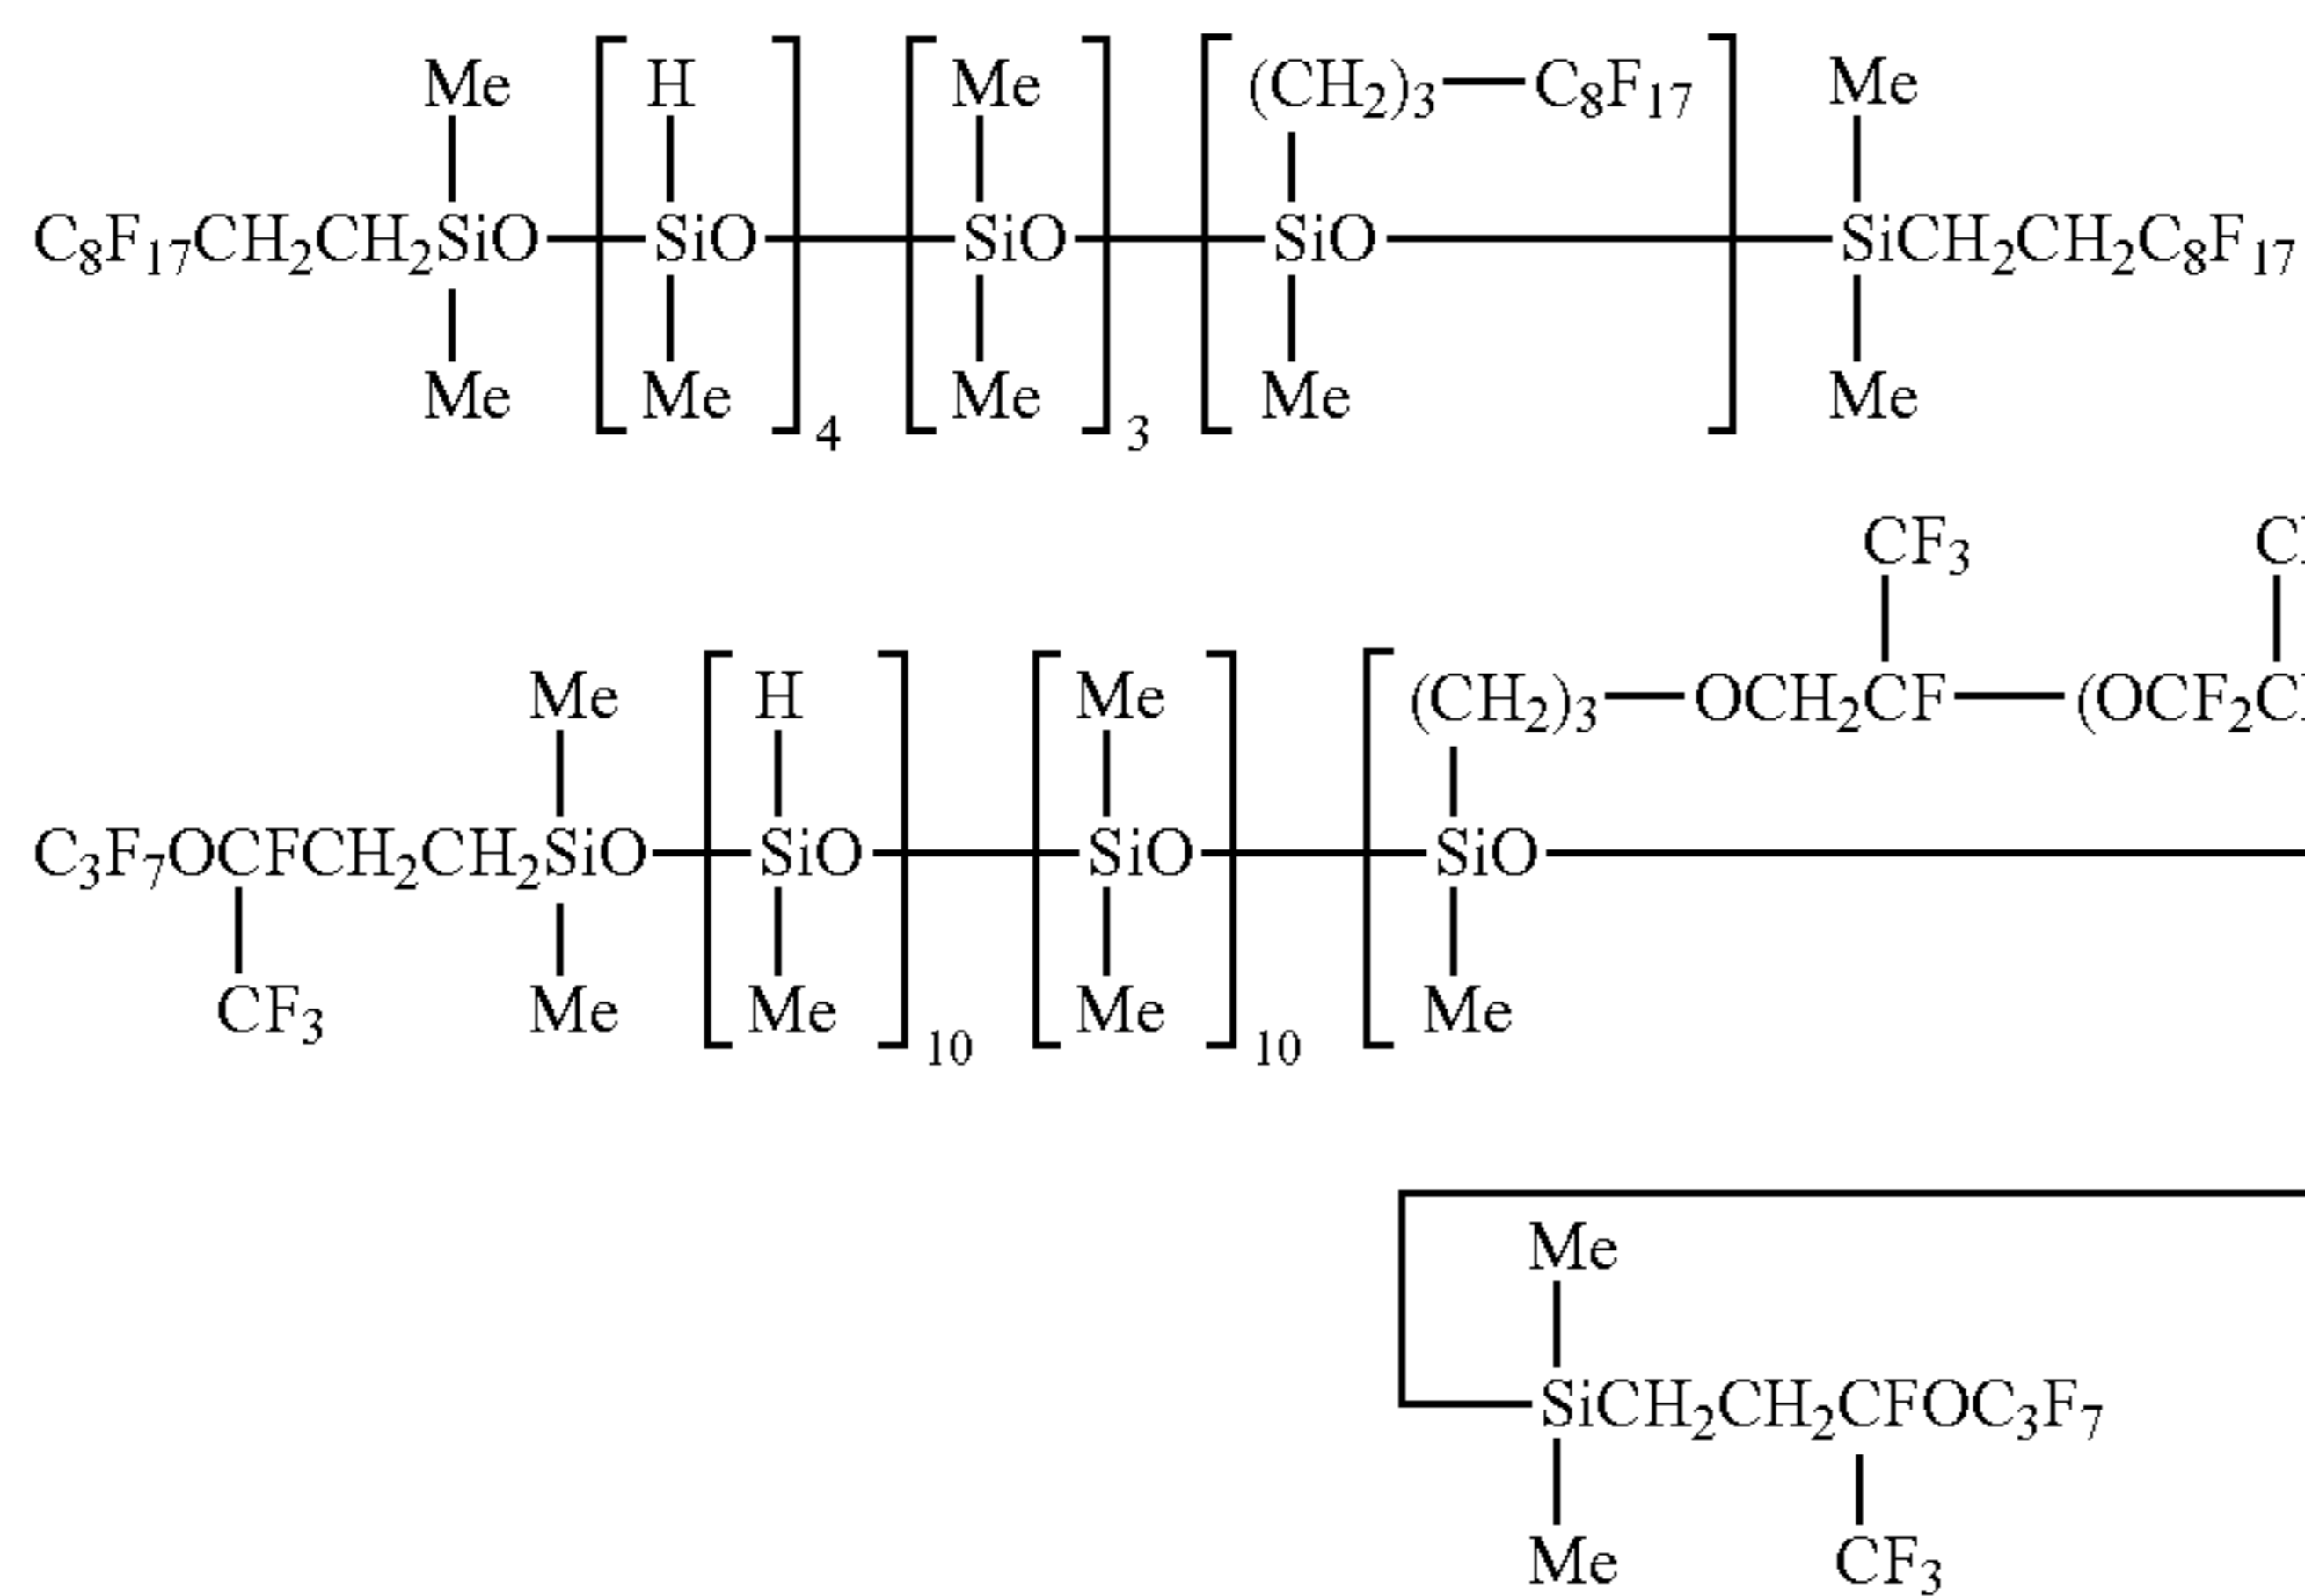 Me H Me (CH2)3—C8F17 Me
C8F17CH2CH2SiO—SiO—SiO—SiO—SiCH2CH2C8F17
Me Me Me Me Me
4 3
CF3
Me H Me (CH2)3—OCH2CF—(OCF2
C3F7OCFCH2CH2SiO—SiO—SiO—SiO
CF3 Me Me Me Me
10 10
Me
SiCH2CH2CFOC3F7
Me CF3